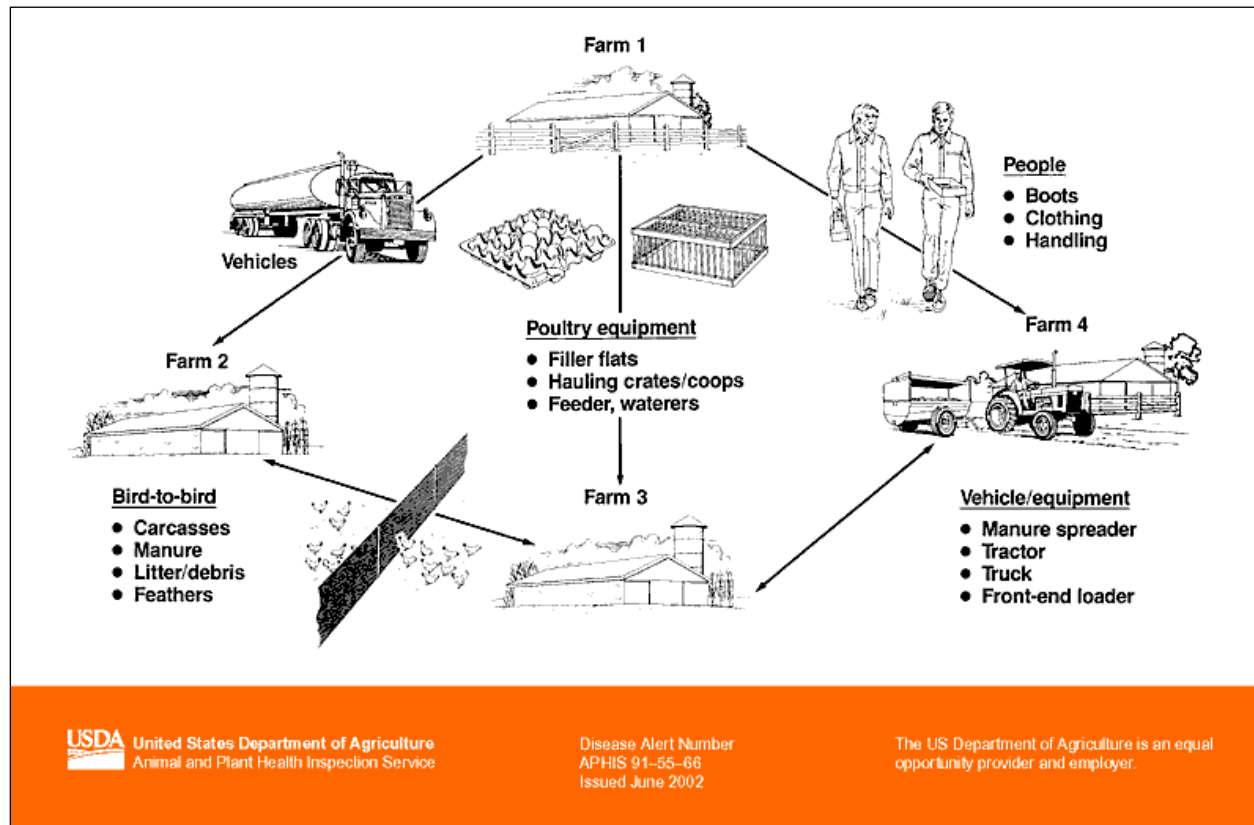 Farm 1
Vehicles
People
● Boots
● Clothing
● Handling
Poultry equipment
● Filler flats
● Hauling crates/coops
● Feeder, waterers
Farm 2
Farm 4
Bird-to-bird
● Carcasses
● Manure
● Litter/debris
● Feathers
Farm 3
Vehicle/equipment
● Manure spreader
● Tractor
● Truck
● Front-end loader
USDA
United States Department of Agriculture
Animal and Plant Health Inspection Service
Disease Alert Number
APHIS 91–55–66
Issued June 2002
The US Department of Agriculture is an equal
opportunity provider and employer.